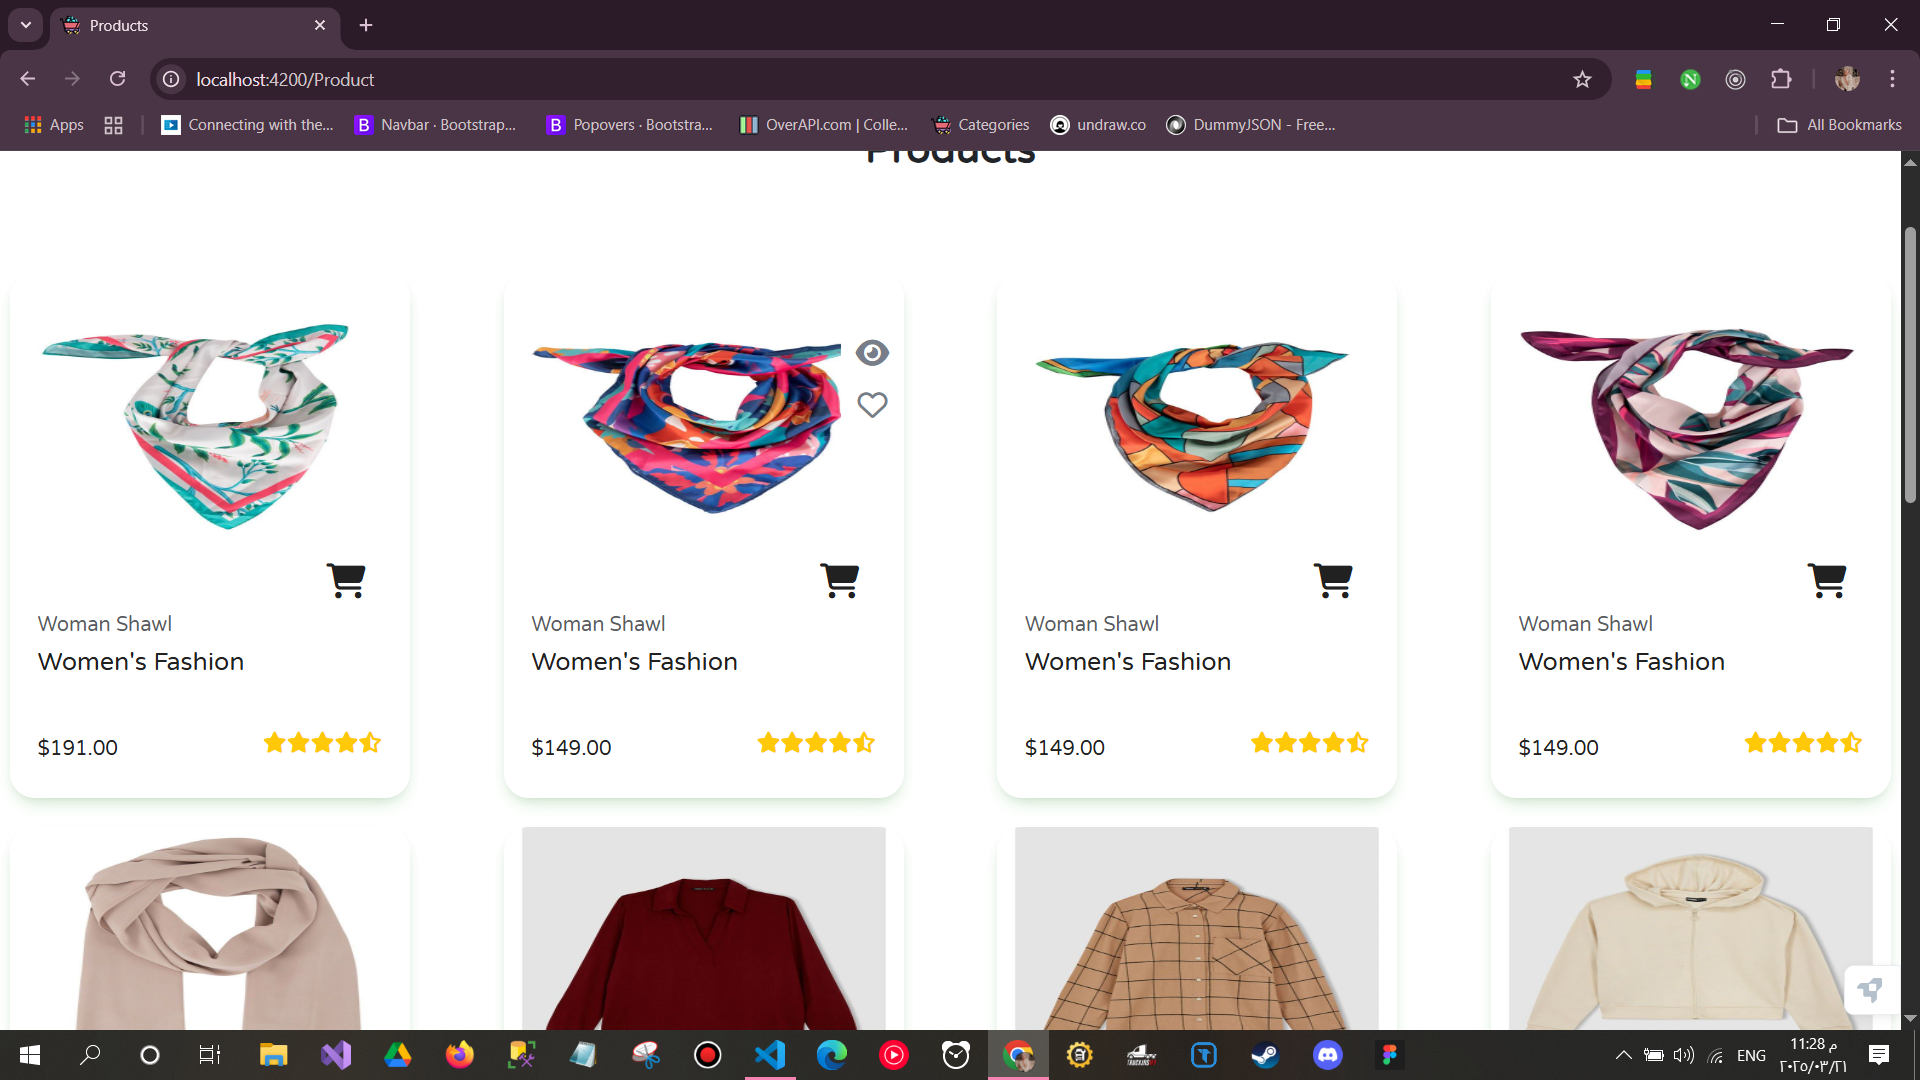 Products
localhost:4200/Product
Apps
Connecting with the...
Navbar · Bootstrap...
Popovers · Bootstra...
OverAPI.com | Colle...
Categories
undraw.co
DummyJSON - Free...
All Bookmarks
Products
Woman Shawl
Women's Fashion
$191.00
Woman Shawl
Women's Fashion
$149.00
Woman Shawl
Women's Fashion
$149.00
Woman Shawl
Women's Fashion
$149.00
ENG
11:28 م
٢٠٢٥/٠٣/٢١